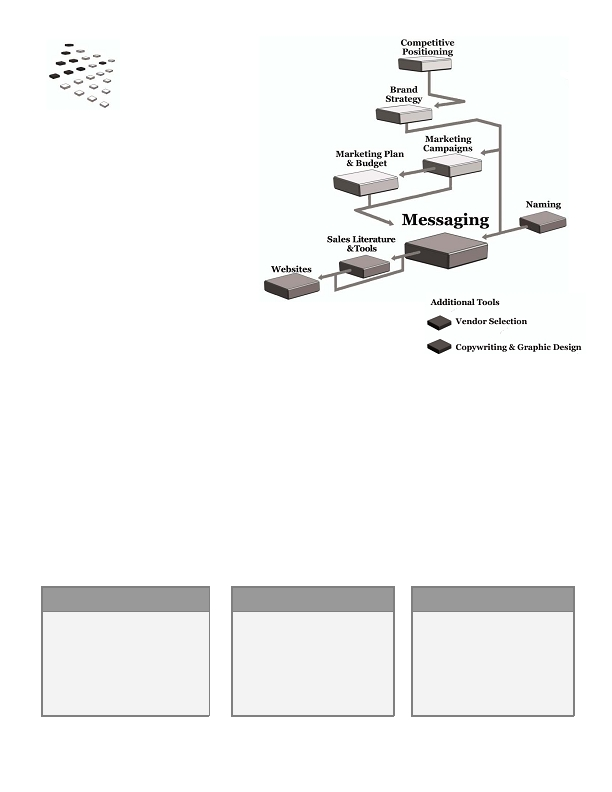 Competitive
Positioning
Brand
Strategy
Marketing
Campaigns
Marketing Plan
& Budget
Naming
Messaging
Sales Literature
&Tools
Websites
Additional Tools
Vendor Selection
Copywriting & Graphic Design